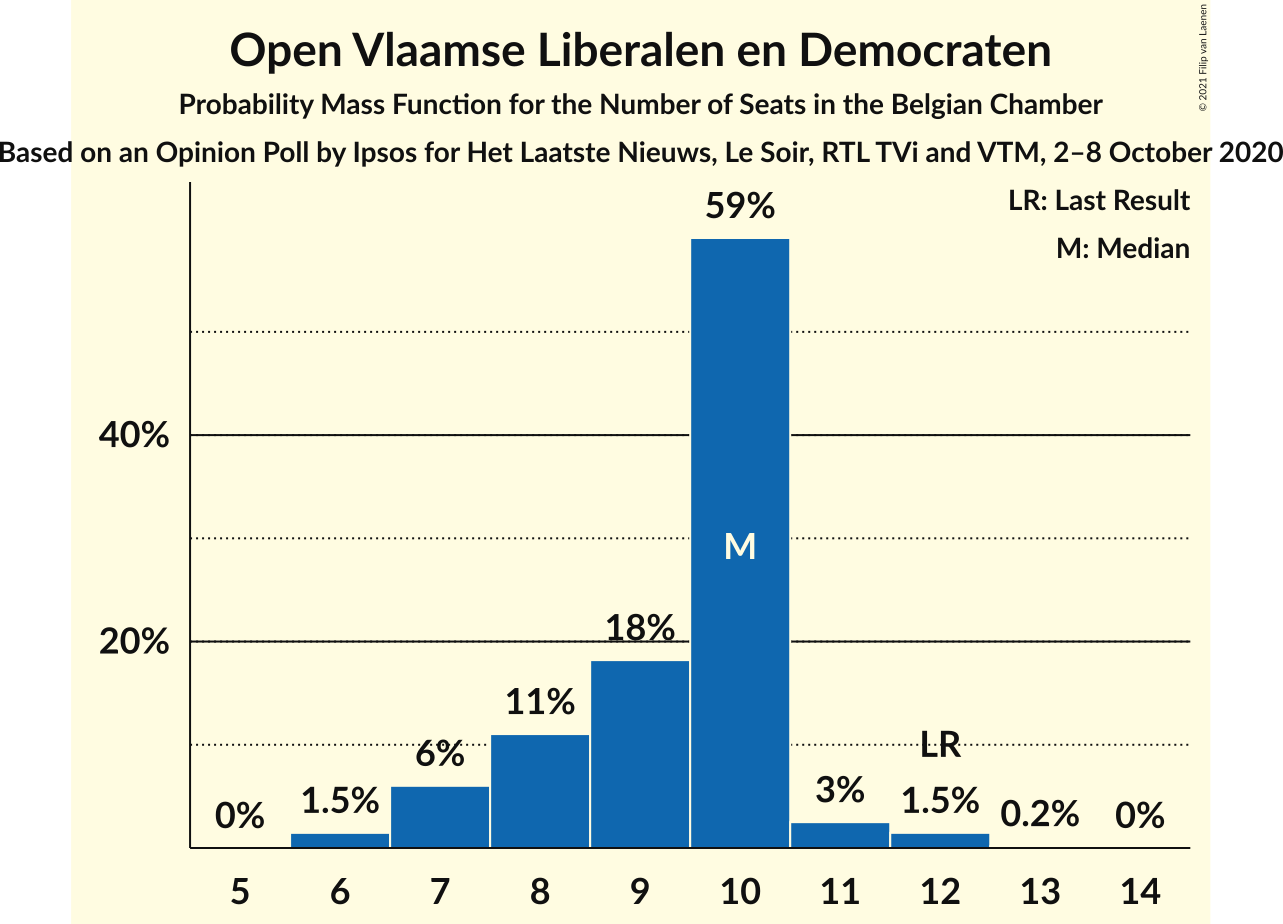 Open Vlaamse Liberalen en Democraten
Probability Mass Function for the Number of Seats in the Belgian Chamber
Based on an Opinion Poll by Ipsos for Het Laatste Nieuws, Le Soir, RTL TVi and VTM, 2–8 October 2020
© 2021 Filip van Laenen
LR: Last Result
M: Median
59%
40%
M
20%
18%
11%
6%
LR
0%
1.5%
3%
1.5%
0.2%
0%
5 6 7 8 9 10 11 12 13 14